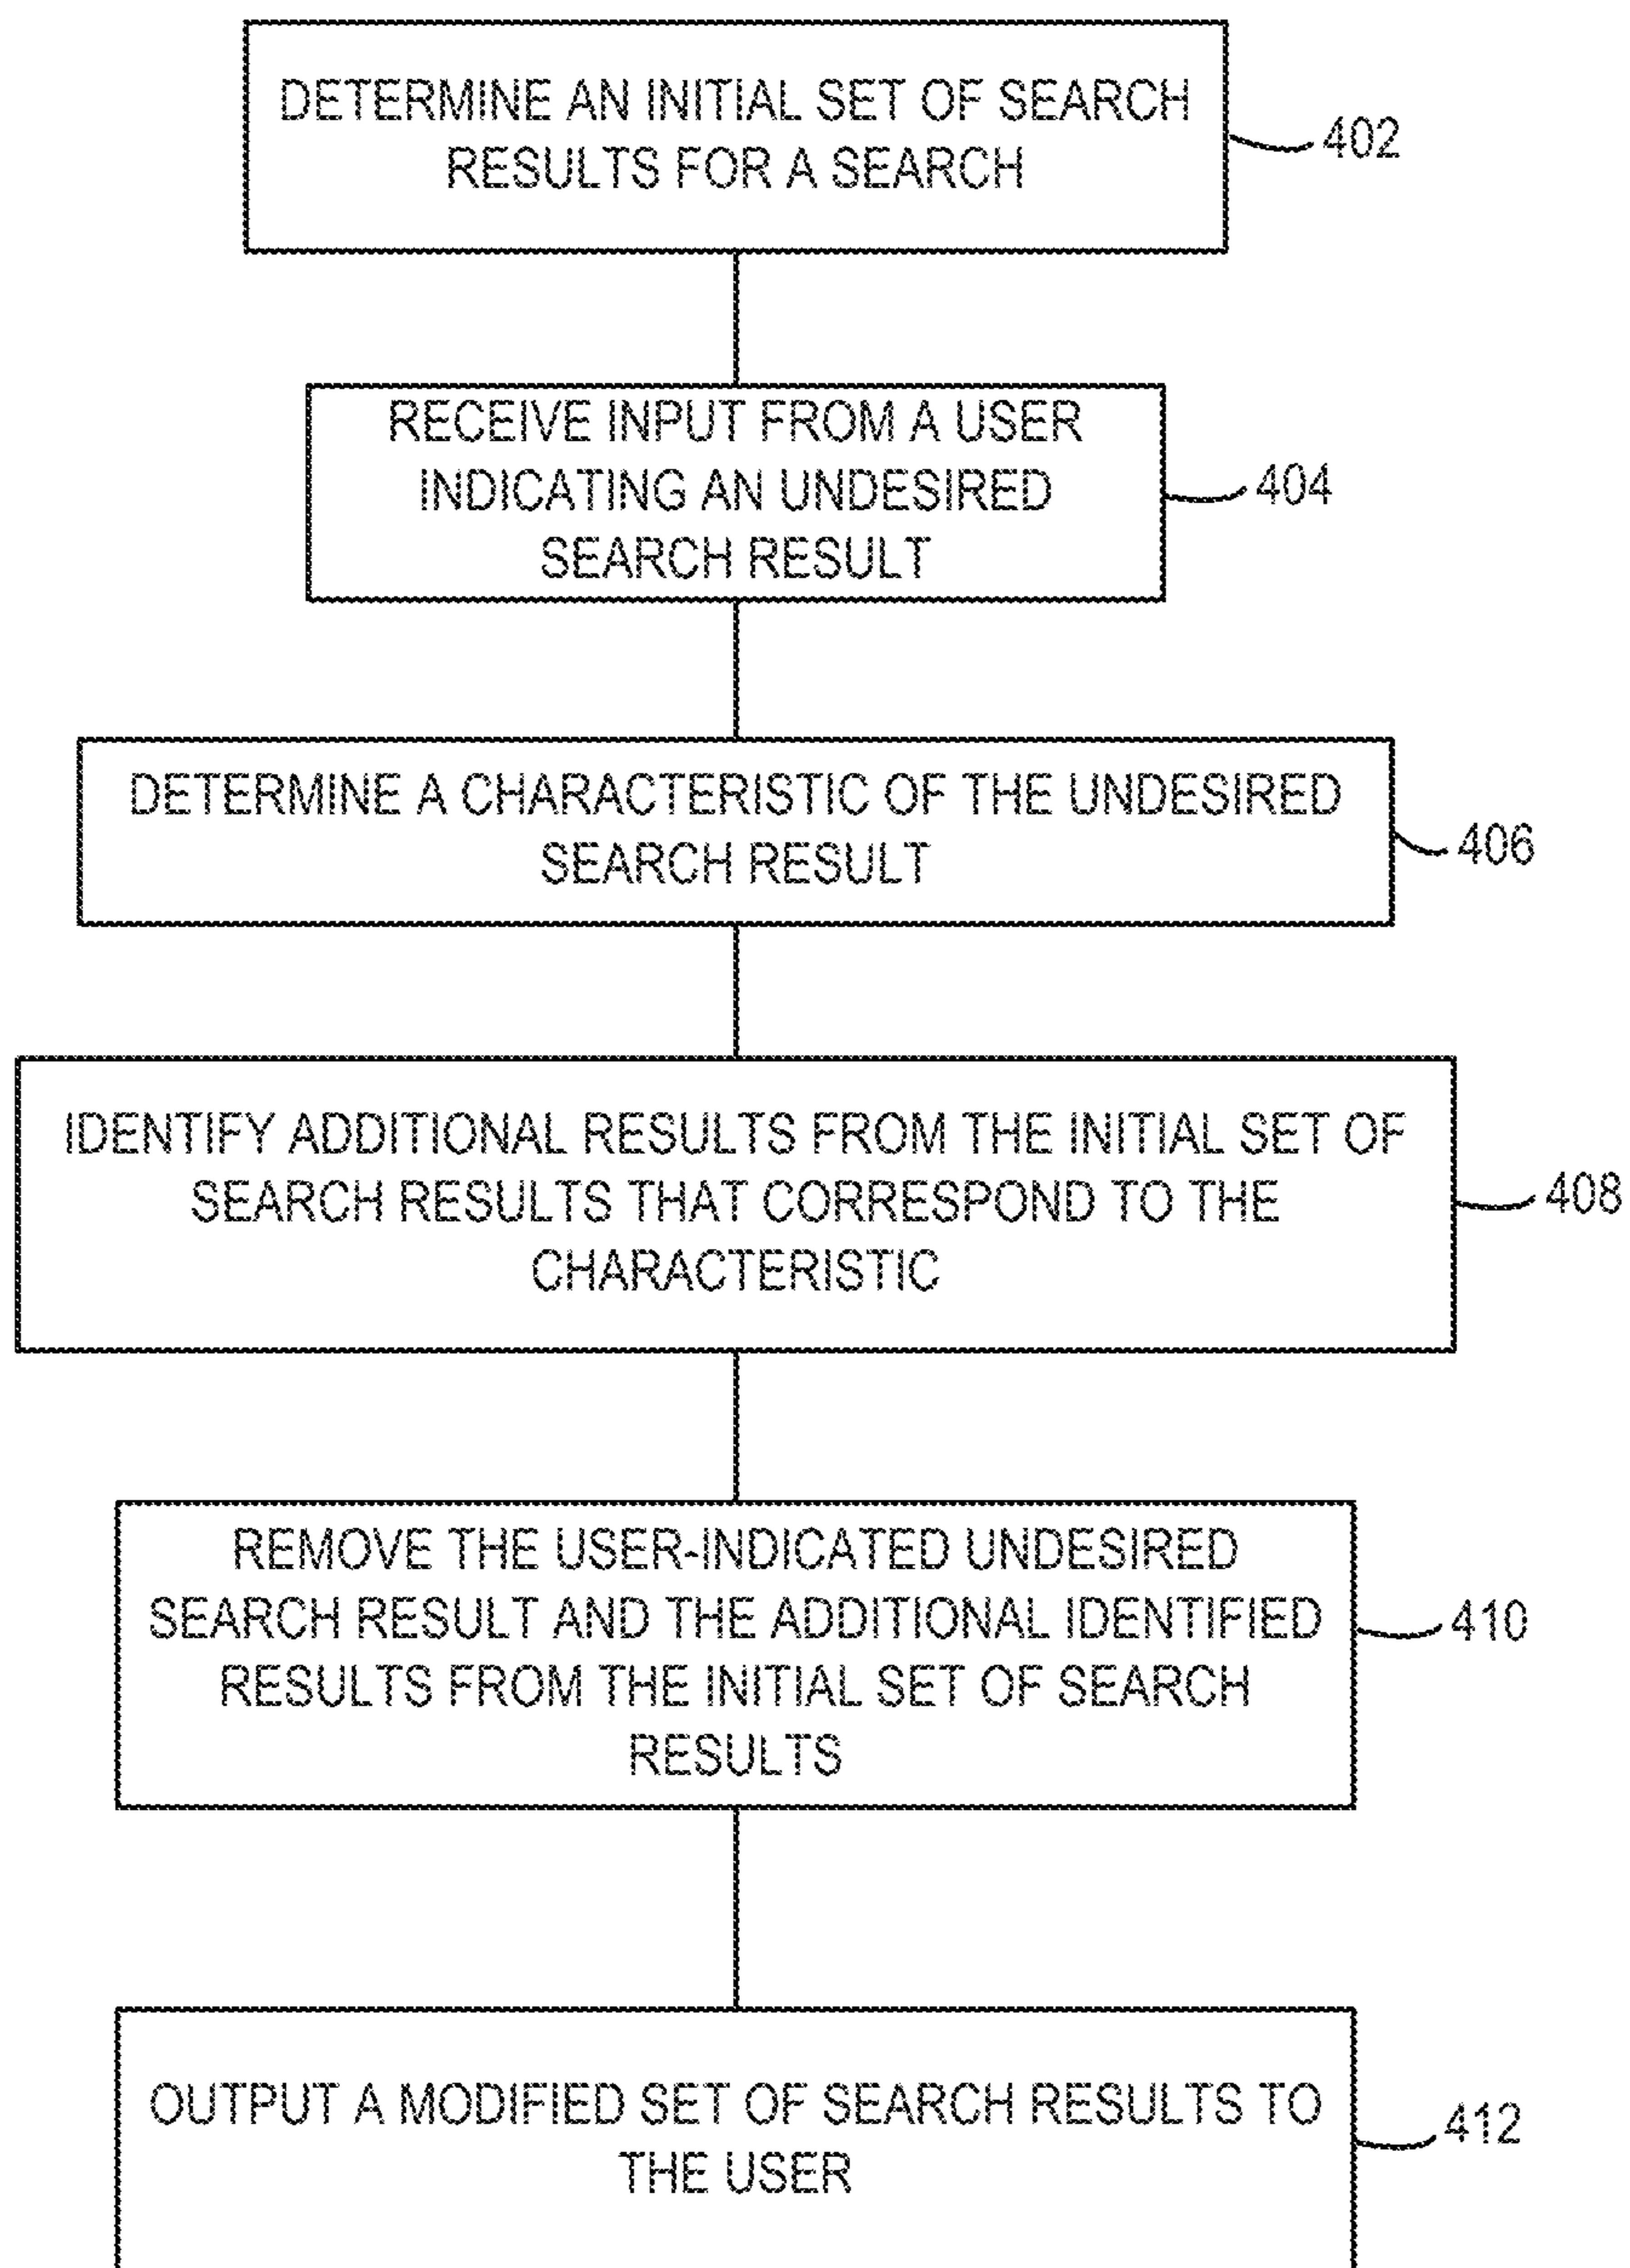 DETERMINE AN INITIAL SET OF SEARCH
RESULTS FOR A SEARCH
402
RECEIVE INPUT FROM A USER
INDICATING AN UNDESIRED
SEARCH RESULT
404
DETERMINE A CHARACTERISTIC OF THE UNDESIRED
SEARCH RESULT
406
IDENTIFY ADDITIONAL RESULTS FROM THE INITIAL SET OF
SEARCH RESULTS THAT CORRESPOND TO THE
CHARACTERISTIC
408
REMOVE THE USER-INDICATED UNDESIRED
SEARCH RESULT AND THE ADDITIONAL IDENTIFIED
RESULTS FROM THE INITIAL SET OF SEARCH
RESULTS
410
OUTPUT A MODIFIED SET OF SEARCH RESULTS TO
THE USER
412